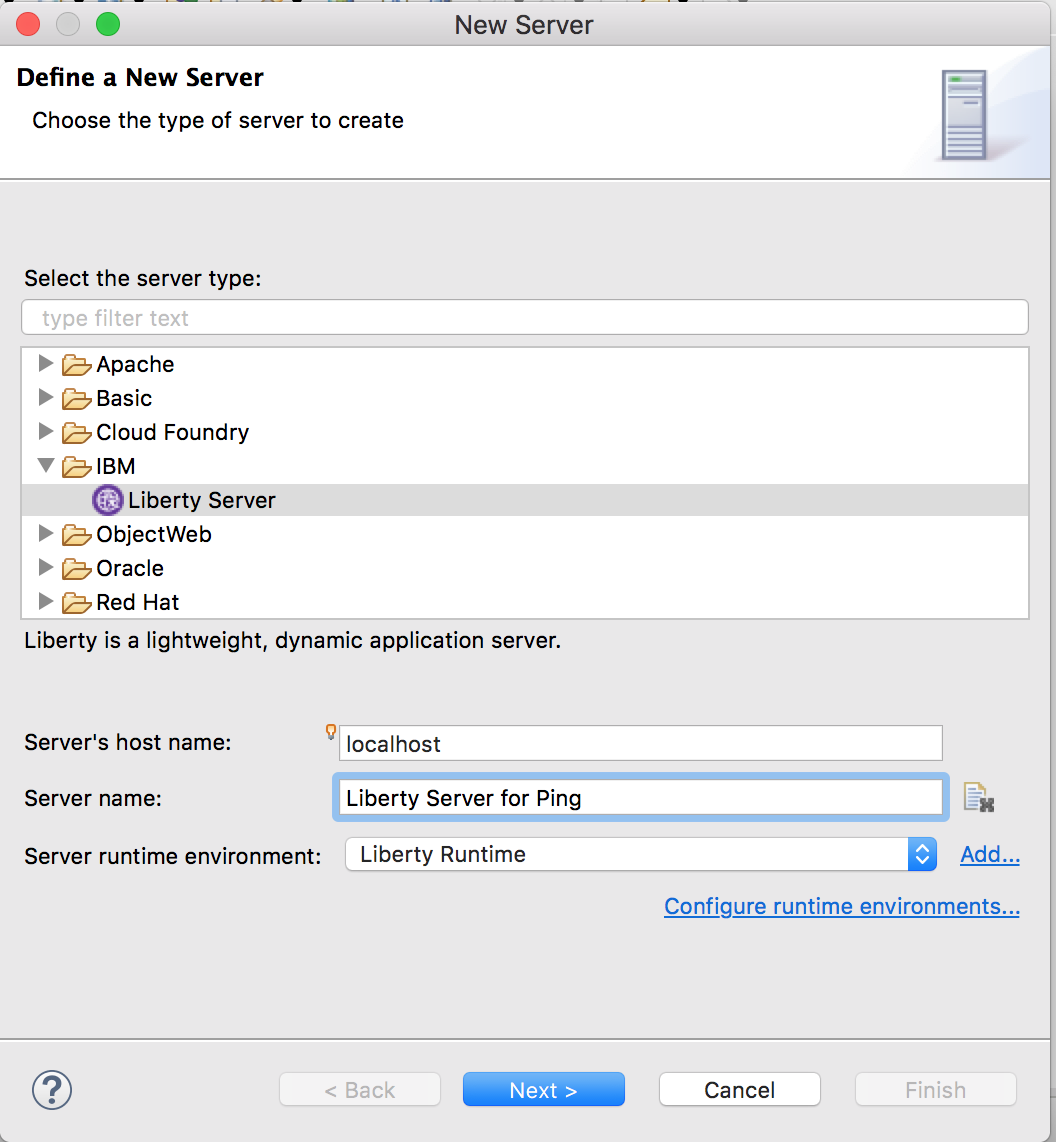 New Server
Define a New Server
Choose the type of server to create
Select the server type:
type filter text
Apache
Basic
Cloud Foundry
IBM
Liberty Server
ObjectWeb
Oracle
Red Hat
Liberty is a lightweight, dynamic application server.
Server's host name: localhost
Server name: Liberty Server for Ping
Server runtime environment: Liberty Runtime Add...
Configure runtime environments...
? < Back Next > Cancel Finish